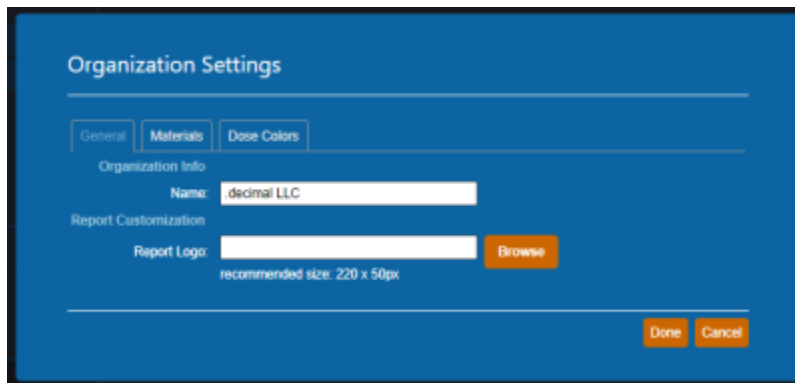 Organization Settings
General Materials Dose Colors
Organization Info
Name: .decimal LLC
Report Customization
Report Logo: Browse
recommended size: 220 x 50px
Done Cancel